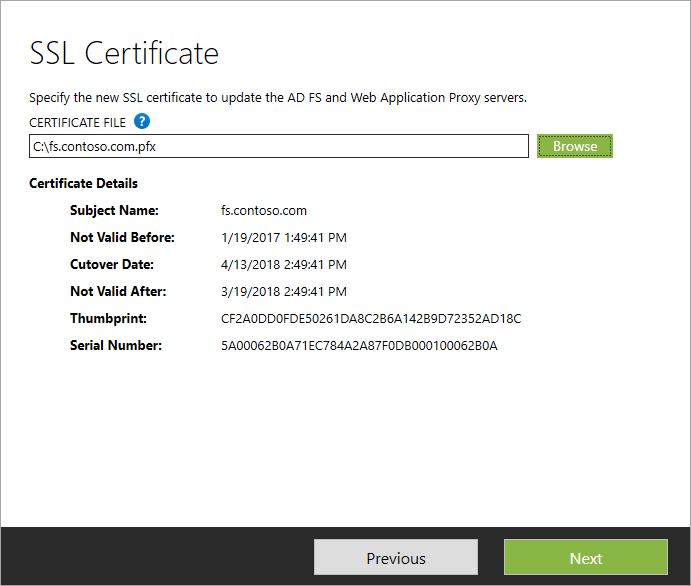 SSL Certificate
Specify the new SSL certificate to update the AD FS and Web Application Proxy servers.
CERTIFICATE FILE ?
C:\fs.contoso.com.pfx Browse
Certificate Details
Subject Name: fs.contoso.com
Not Valid Before: 1/19/2017 1:49:41 PM
Cutover Date: 4/13/2018 2:49:41 PM
Not Valid After: 3/19/2018 2:49:41 PM
Thumbprint: CF2A0DD0FDE50261DA8C2B6A142B9D72352AD18C
Serial Number: 5A00062B0A71EC784A2A87F0DB000100062B0A
Previous Next